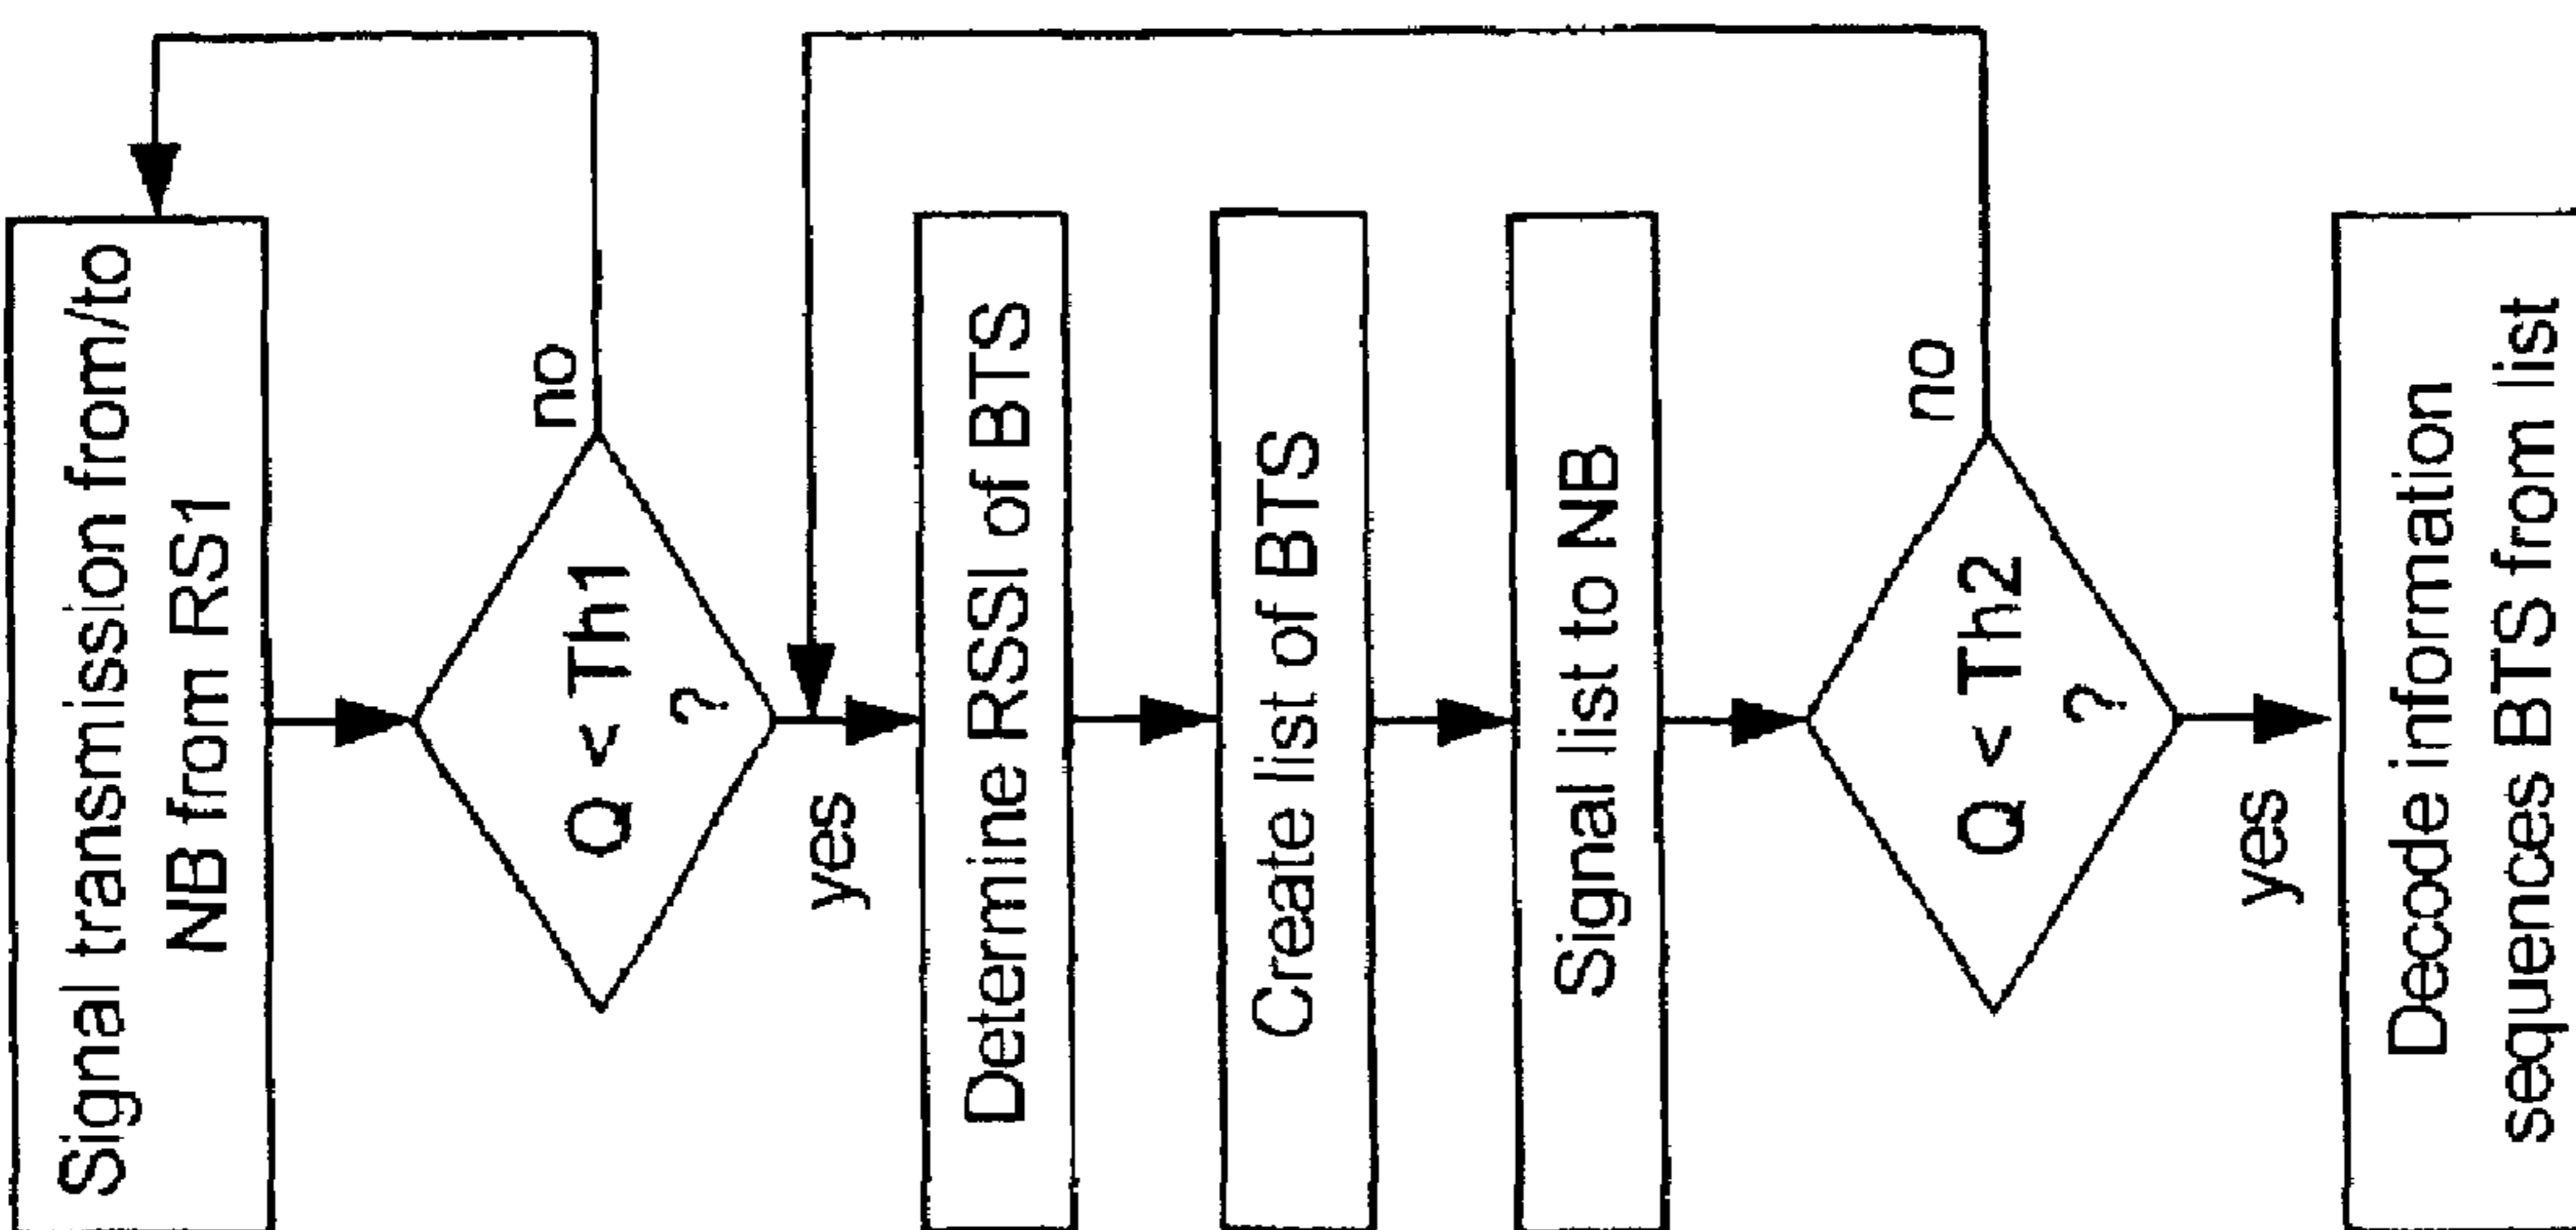 Signal transmission from/to
NB from RS1
Q < Th1
?
no
yes
Determine RSSI of BTS
Create list of BTS
Signal list to NB
Q < Th2
?
no
yes
Decode information
sequences BTS from list